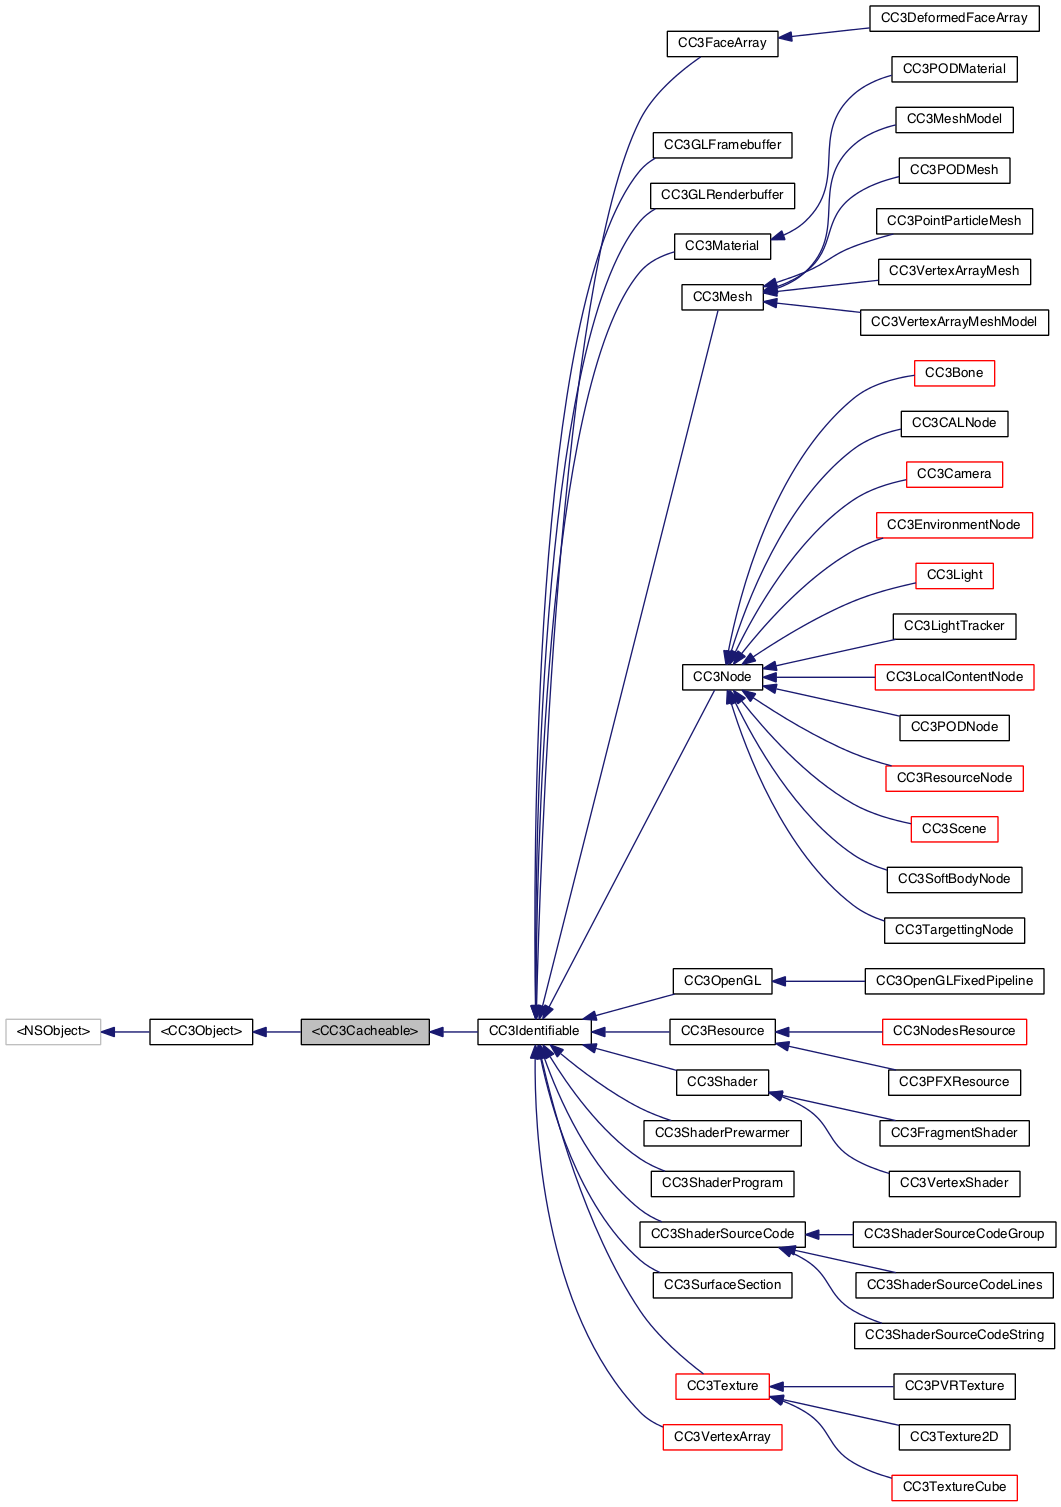 CC3DeformedFaceArray
CC3FaceArray
CC3PODMaterial
CC3MeshModel
CC3GLFramebuffer
CC3PODMesh
CC3GLRenderbuffer
CC3PointParticleMesh
CC3Material
CC3VertexArrayMesh
CC3Mesh
CC3VertexArrayMeshModel
CC3Bone
CC3CALNode
CC3Camera
CC3EnvironmentNode
CC3Light
CC3LightTracker
CC3Node
CC3LocalContentNode
CC3PODNode
CC3ResourceNode
CC3Scene
CC3SoftBodyNode
CC3TargettingNode
CC3OpenGL
CC3OpenGLFixedPipeline
<NSObject>
<CC3Object>
<CC3Cacheable>
CC3Identifiable
CC3Resource
CC3NodesResource
CC3Shader
CC3PFXResource
CC3ShaderPrewarmer
CC3FragmentShader
CC3ShaderProgram
CC3VertexShader
CC3ShaderSourceCode
CC3ShaderSourceCodeGroup
CC3SurfaceSection
CC3ShaderSourceCodeLines
CC3ShaderSourceCodeString
CC3Texture
CC3PVRTexture
CC3VertexArray
CC3Texture2D
CC3TextureCube